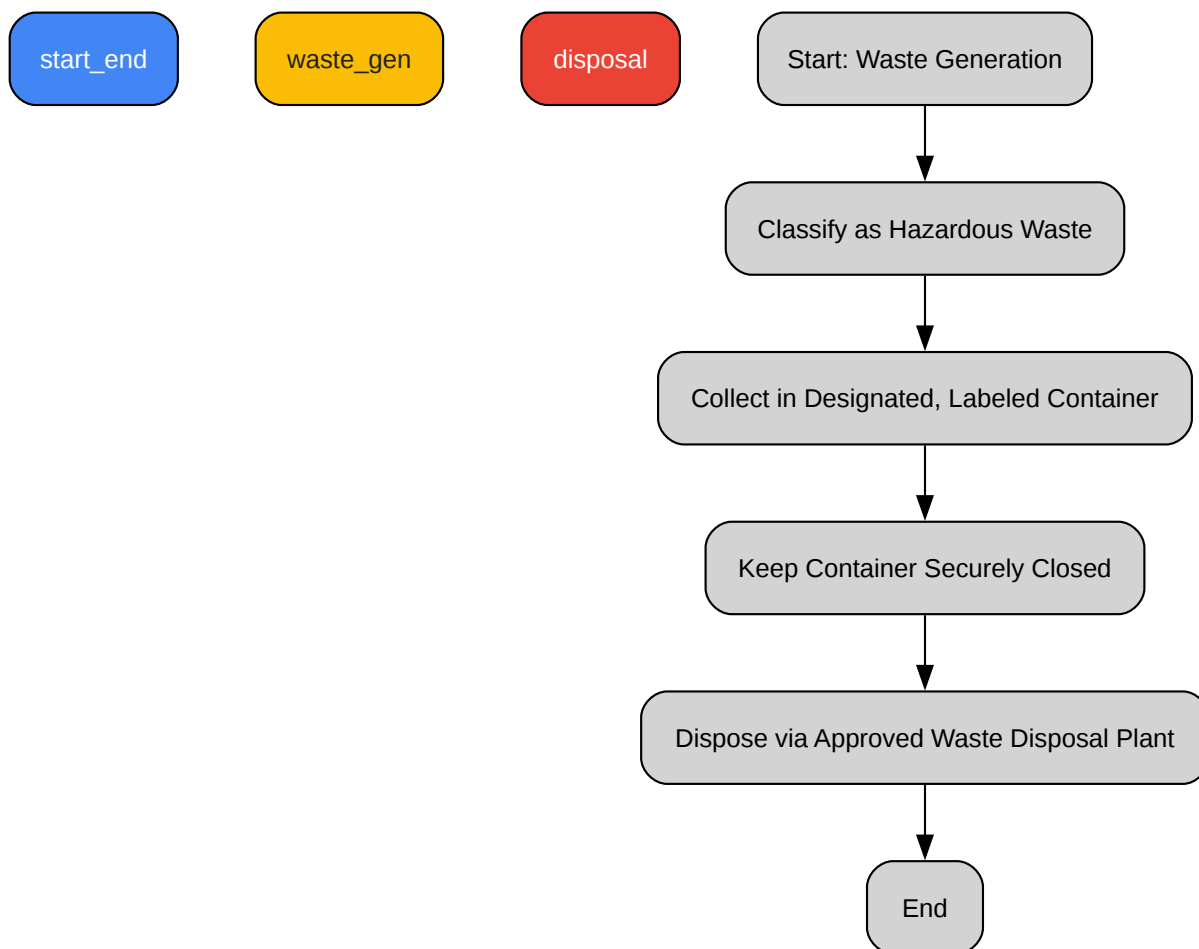 start_end
waste_gen
disposal
Start: Waste Generation
Classify as Hazardous Waste
Collect in Designated, Labeled Container
Keep Container Securely Closed
Dispose via Approved Waste Disposal Plant
End